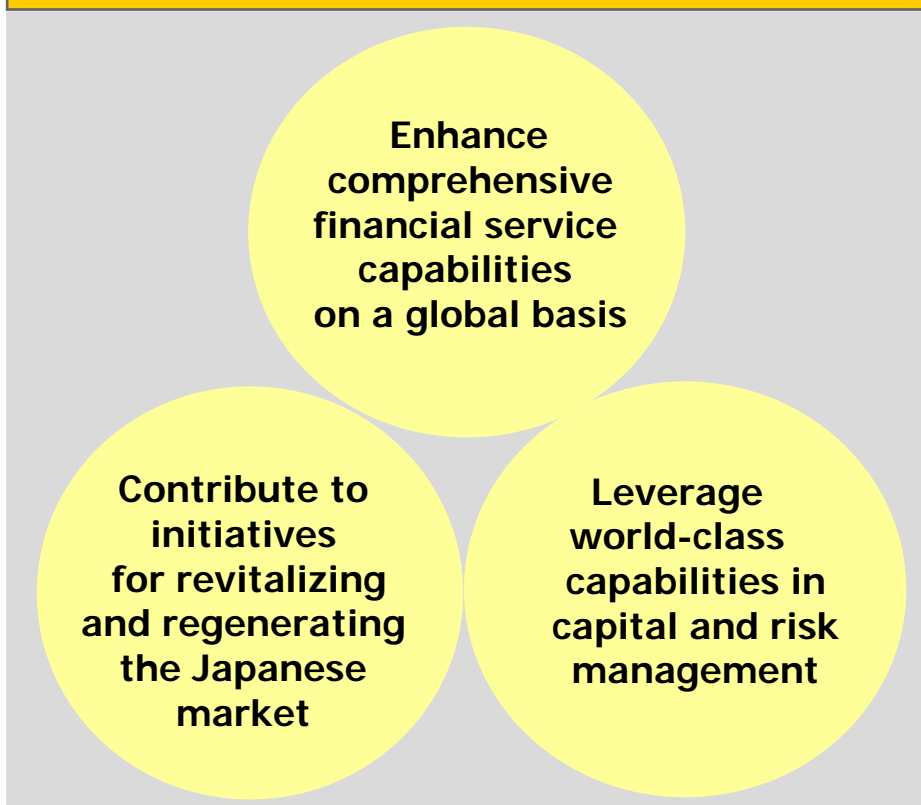 Enhance
comprehensive
financial service
capabilities
on a global basis
Contribute to
initiatives
for revitalizing
and regenerating
the Japanese
market
Leverage
world-class
capabilities in
capital and risk
management